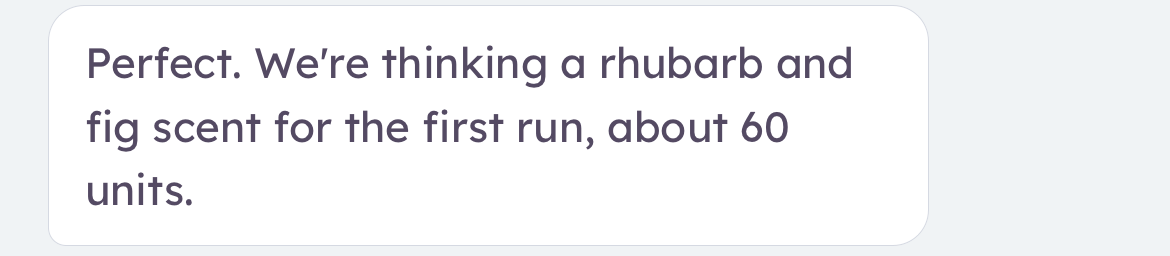 Perfect. We're thinking a rhubarb and
fig scent for the first run, about 60
units.